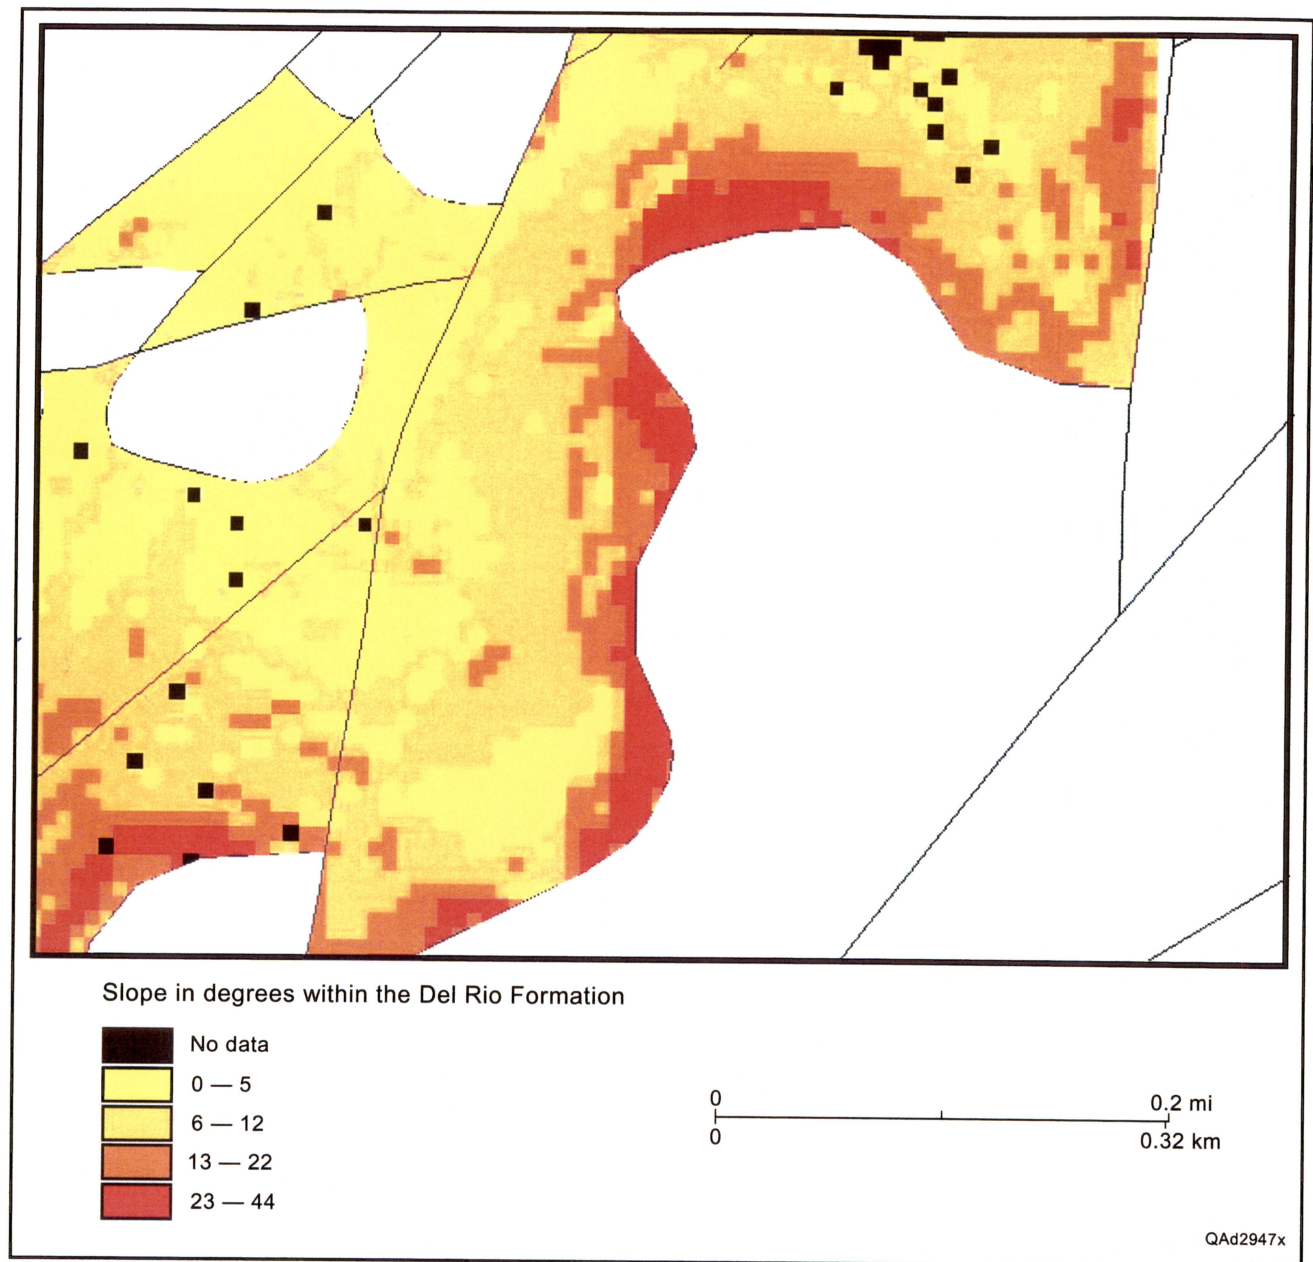 Slope in degrees within the Del Rio Formation
No data
0 — 5
6 — 12
13 — 22
23 — 44
0 0.2 mi
0 0.32 km
QAd2947x